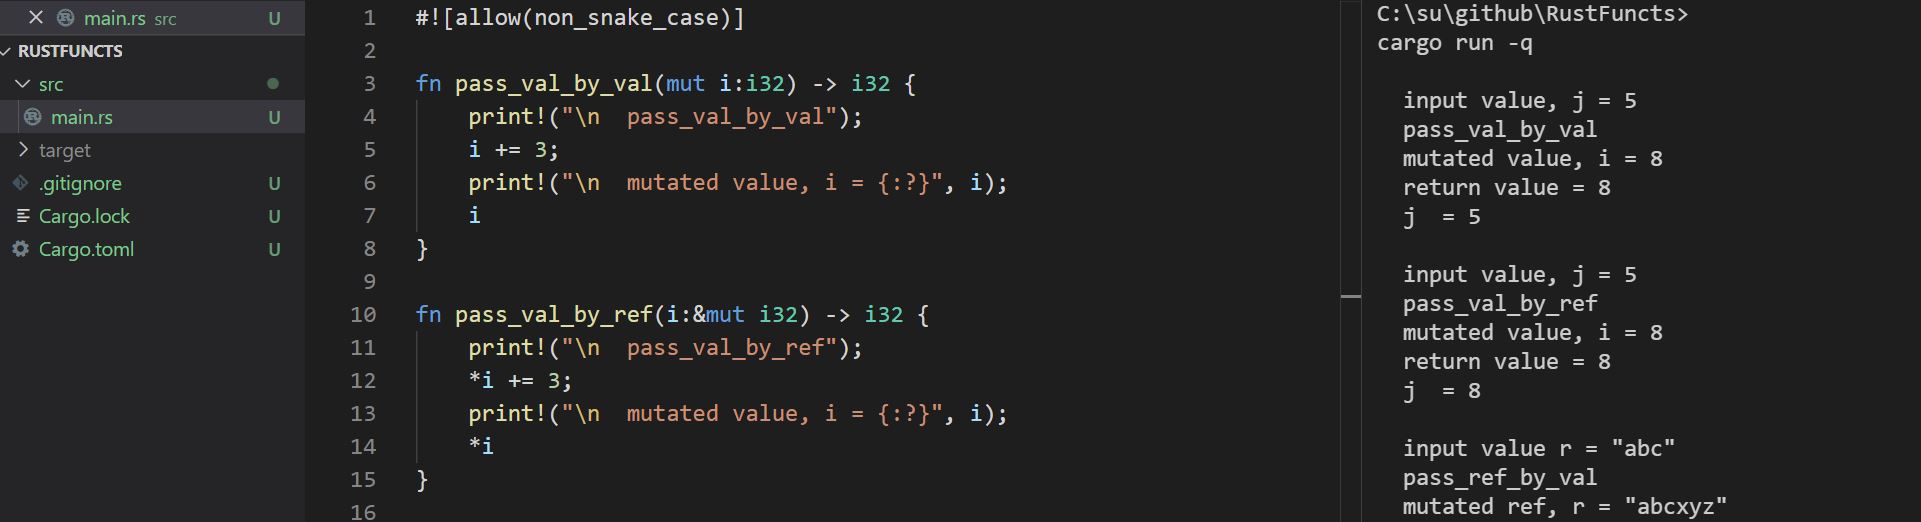 main.rs src U
RUSTFUNCTS
src
main.rs U
target
.gitignore U
Cargo.lock U
Cargo.toml U
1 #![allow(non_snake_case)]
2
3 fn pass_val_by_val(mut i:i32) -> i32 {
4     print!("\n  pass_val_by_val");
5     i += 3;
6     print!("\n  mutated value, i = {:?}", i);
7     i
8 }
9
10 fn pass_val_by_ref(i:&mut i32) -> i32 {
11     print!("\n  pass_val_by_ref");
12     *i += 3;
13     print!("\n  mutated value, i = {:?}", i);
14     *i
15 }
16
C:\su\github\RustFuncts>
cargo run -q
  input value, j = 5
  pass_val_by_val
  mutated value, i = 8
  return value = 8
  j  = 5
  input value, j = 5
  pass_val_by_ref
  mutated value, i = 8
  return value = 8
  j  = 8
  input value r = "abc"
  pass_ref_by_val
  mutated ref, r = "abcxyz"